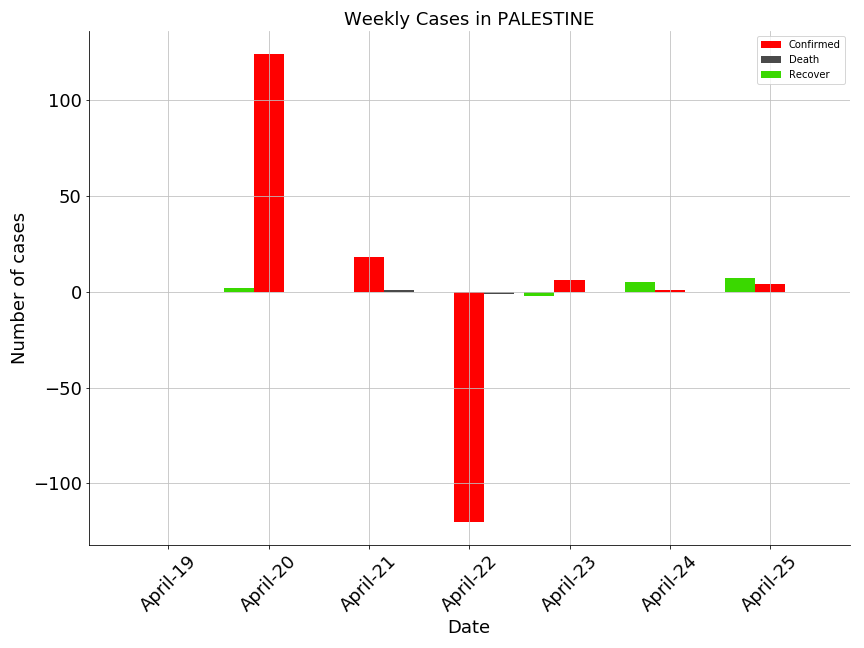 Weekly Cases in PALESTINE
Confirmed
Death
Recover
Number of cases
100
50
0
−50
−100
April-19
April-20
April-21
April-22
April-23
April-24
April-25
Date